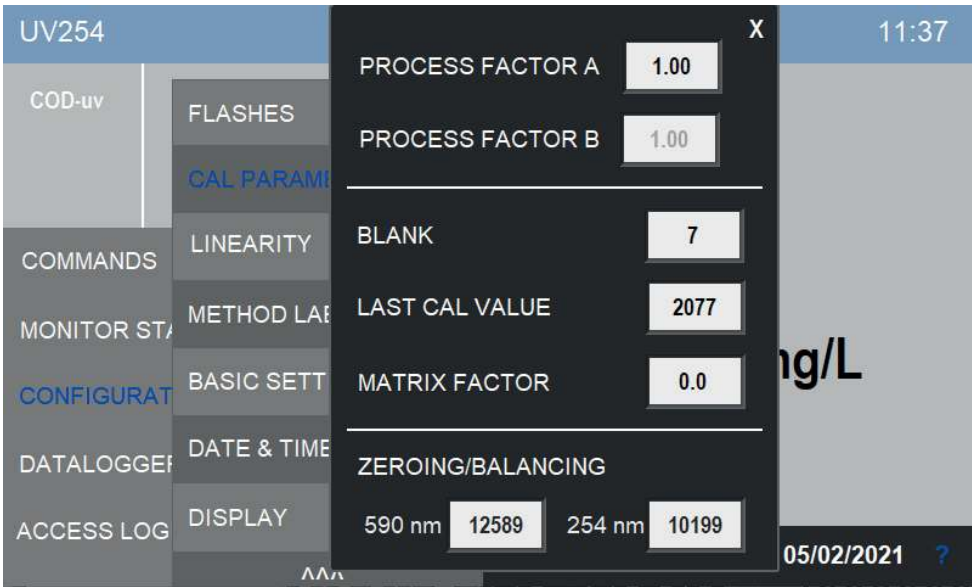 UV254
11:37
COD-uv
COMMANDS
MONITOR STA
CONFIGURAT
DATALOGGER
ACCESS LOG
FLASHES
CAL PARAME
LINEARITY
METHOD LAB
BASIC SETT
DATE & TIME
DISPLAY
^^^
X
PROCESS FACTOR A 1.00
PROCESS FACTOR B 1.00
BLANK 7
LAST CAL VALUE 2077
MATRIX FACTOR 0.0
ZEROING/BALANCING
590 nm 12589 254 nm 10199
mg/L
05/02/2021 ?